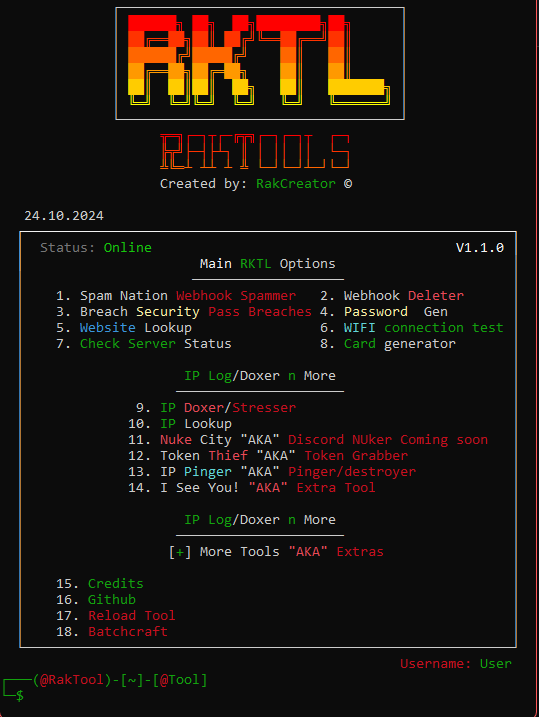 RKTL
RKTOOLS
Created by: RakCreator ©
24.10.2024
Status: Online V1.1.0
Main RKTL Options
1. Spam Nation Webhook Spammer 2. Webhook Deleter
3. Breach Security Pass Breaches 4. Password Gen
5. Website Lookup 6. WIFI connection test
7. Check Server Status 8. Card generator
IP Log/Doxer n More
9. IP Doxer/Stresser
10. IP Lookup
11. Nuke City "AKA" Discord NUker Coming soon
12. Token Thief "AKA" Token Grabber
13. IP Pinger "AKA" Pinger/destroyer
14. I See You! "AKA" Extra Tool
IP Log/Doxer n More
[+] More Tools "AKA" Extras
15. Credits
16. Github
17. Reload Tool
18. Batchcraft
Username: User
(@RakTool)-[~]-[@Tool]
$